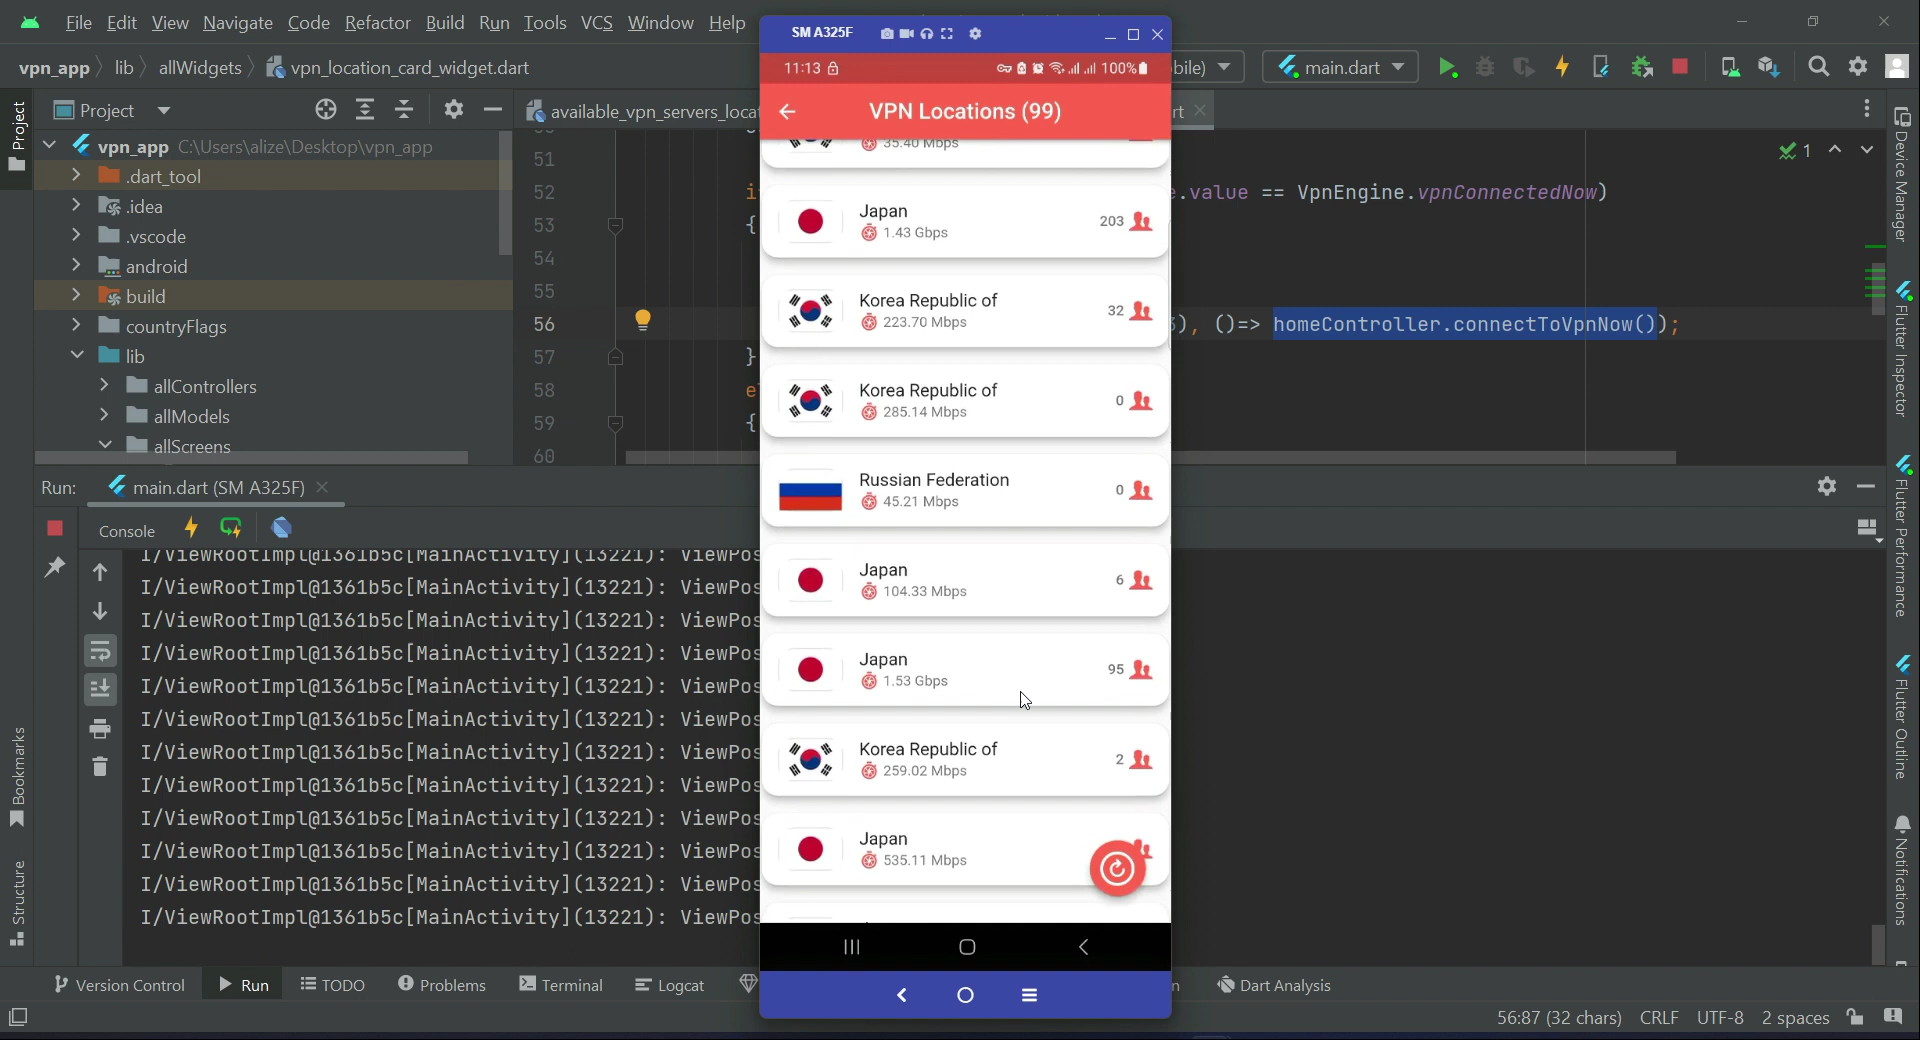 File Edit View Navigate Code Refactor Build Run Tools VCS Window Help
vpn_app lib allWidgets vpn_location_card_widget.dart
main.dart
Project
vpn_app C:\Users\alize\Desktop\vpn_app
.dart_tool
.idea
.vscode
android
build
countryFlags
lib
allControllers
allModels
allScreens
Project
Bookmarks
Structure
51
52 .value == VpnEngine.vpnConnectedNow)
53 {
54
55
56 ), ()=> homeController.connectToVpnNow());
57 }
58
59 {
60
1
SM A325F
11:13 100%
VPN Locations (99)
35.40 Mbps
Japan
1.43 Gbps
203
Korea Republic of
223.70 Mbps
32
Korea Republic of
285.14 Mbps
0
Russian Federation
45.21 Mbps
0
Japan
104.33 Mbps
6
Japan
1.53 Gbps
95
Korea Republic of
259.02 Mbps
2
Japan
535.11 Mbps
Run: main.dart (SM A325F)
Console
I/ViewRootImpl@1361b5c[MainActivity](13221): ViewPos
I/ViewRootImpl@1361b5c[MainActivity](13221): ViewPos
I/ViewRootImpl@1361b5c[MainActivity](13221): ViewPos
I/ViewRootImpl@1361b5c[MainActivity](13221): ViewPos
I/ViewRootImpl@1361b5c[MainActivity](13221): ViewPos
I/ViewRootImpl@1361b5c[MainActivity](13221): ViewPos
I/ViewRootImpl@1361b5c[MainActivity](13221): ViewPos
I/ViewRootImpl@1361b5c[MainActivity](13221): ViewPos
I/ViewRootImpl@1361b5c[MainActivity](13221): ViewPos
I/ViewRootImpl@1361b5c[MainActivity](13221): ViewPos
I/ViewRootImpl@1361b5c[MainActivity](13221): ViewPos
I/ViewRootImpl@1361b5c[MainActivity](13221): ViewPos
Device Manager
Flutter Inspector
Flutter Performance
Flutter Outline
Notifications
Version Control Run TODO Problems Terminal Logcat Dart Analysis
56:87 (32 chars) CRLF UTF-8 2 spaces